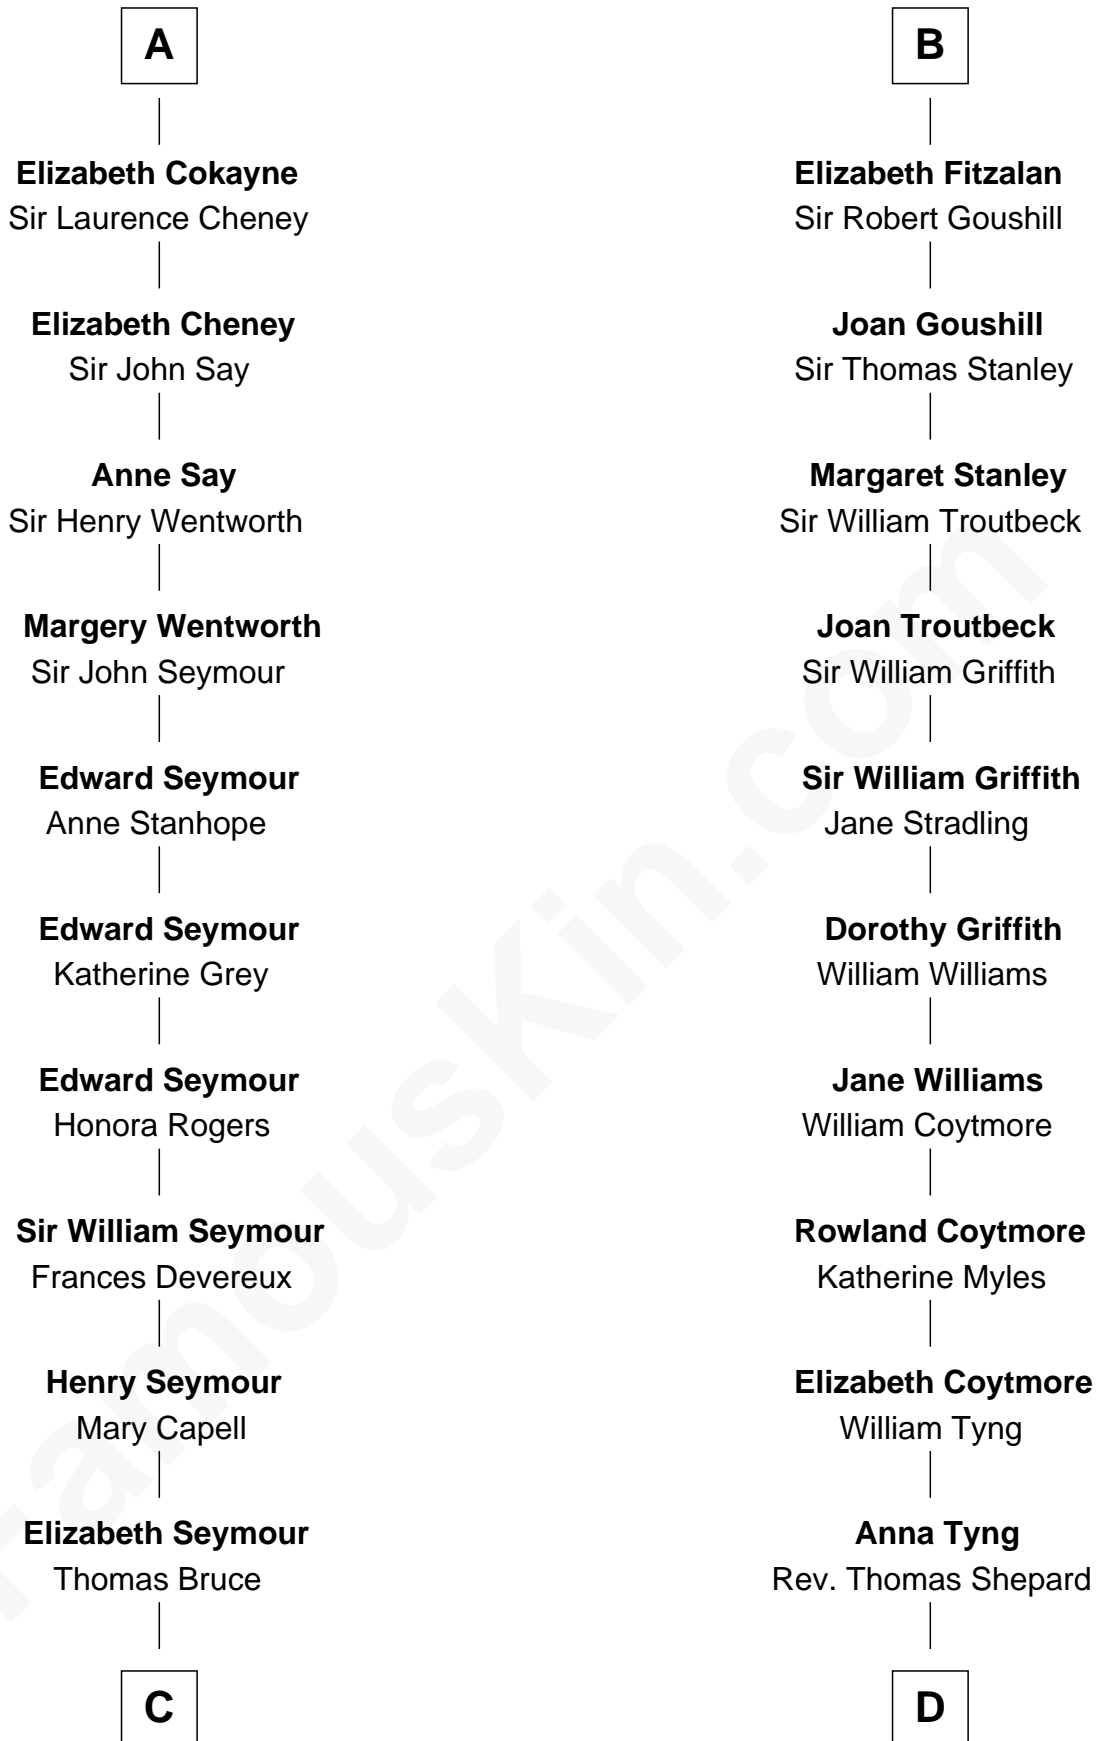 A
Elizabeth Cokayne
Sir Laurence Cheney
Elizabeth Cheney
Sir John Say
Anne Say
Sir Henry Wentworth
Margery Wentworth
Sir John Seymour
Edward Seymour
Anne Stanhope
Edward Seymour
Katherine Grey
Edward Seymour
Honora Rogers
Sir William Seymour
Frances Devereux
Henry Seymour
Mary Capell
Elizabeth Seymour
Thomas Bruce
C
B
Elizabeth Fitzalan
Sir Robert Goushill
Joan Goushill
Sir Thomas Stanley
Margaret Stanley
Sir William Troutbeck
Joan Troutbeck
Sir William Griffith
Sir William Griffith
Jane Stradling
Dorothy Griffith
William Williams
Jane Williams
William Coytmore
Rowland Coytmore
Katherine Myles
Elizabeth Coytmore
William Tyng
Anna Tyng
Rev. Thomas Shepard
D
FamousKin.com